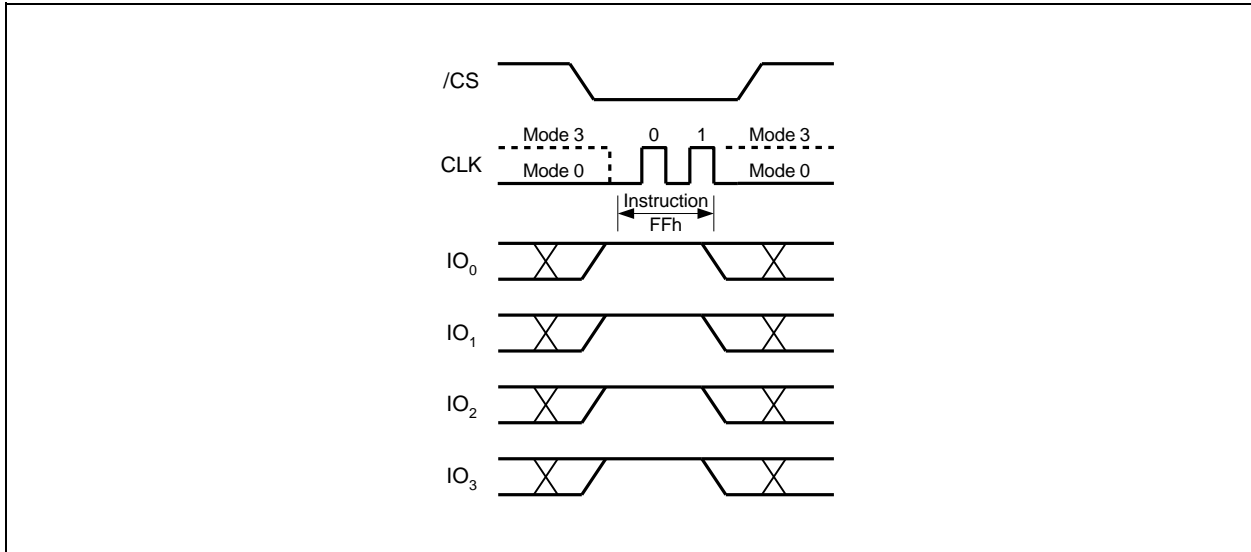 /CS
Mode 3 0 1 Mode 3
CLK
Mode 0 Mode 0
Instruction
FFh
IO0
IO1
IO2
IO3